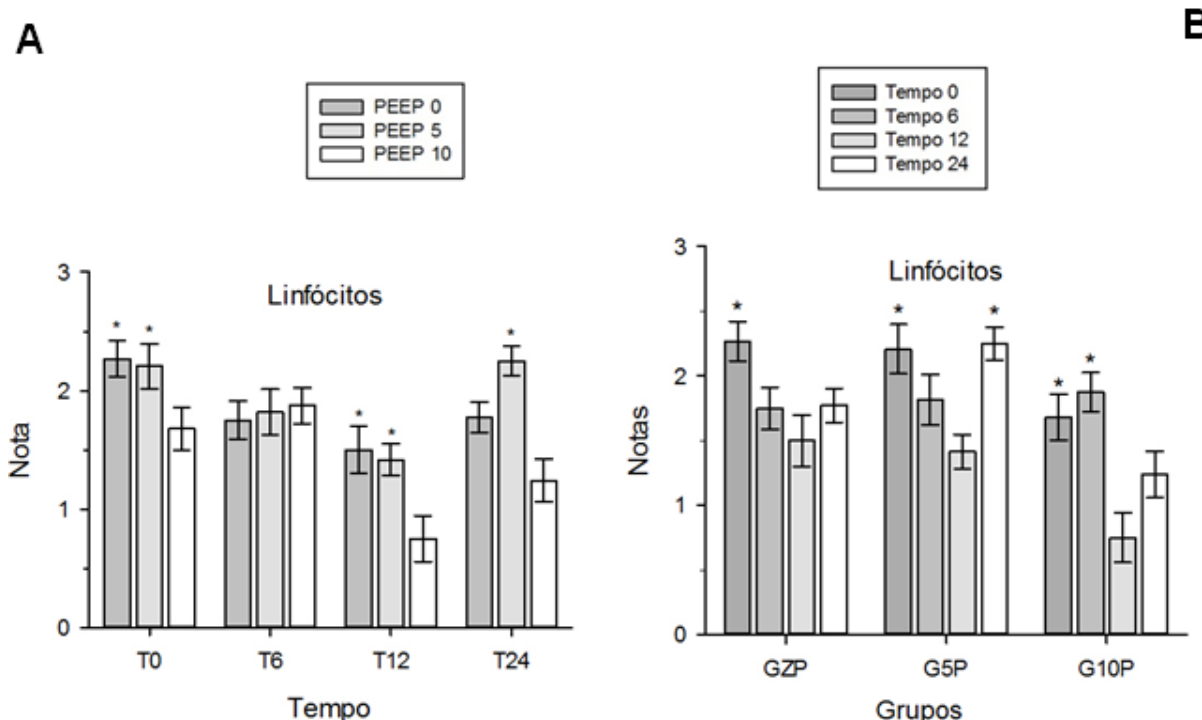 A
PEEP 0
PEEP 5
PEEP 10
Linfócitos
Nota
3
2
1
0
*
*
*
*
*
T0
T6
T12
T24
Tempo
B
Tempo 0
Tempo 6
Tempo 12
Tempo 24
Linfócitos
Notas
3
2
1
0
*
*
*
*
*
GZP
G5P
G10P
Grupos